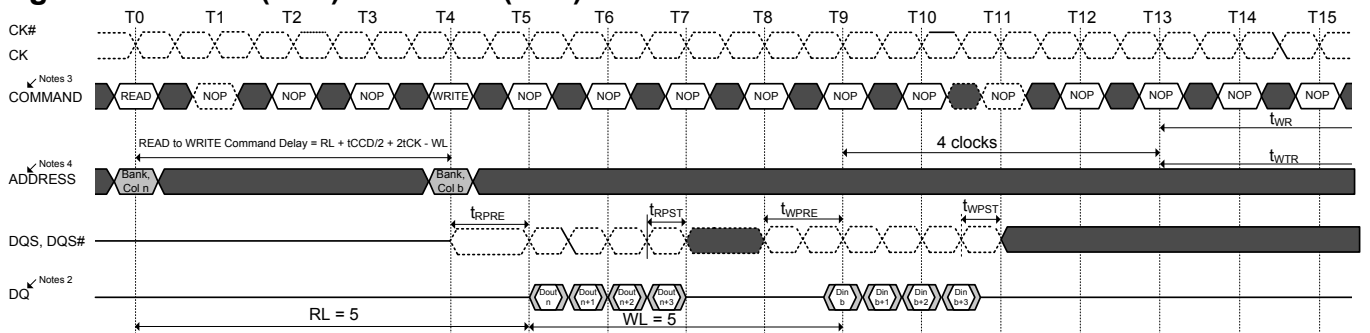 T0 T1 T2 T3 T4 T5 T6 T7 T8 T9 T10 T11 T12 T13 T14 T15
CK#
CK
Notes 3
COMMAND READ NOP NOP NOP WRITE NOP NOP NOP NOP NOP NOP NOP NOP NOP NOP NOP
tWR
READ to WRITE Command Delay = RL + tCCD/2 + 2tCK - WL
4 clocks
tWTR
Notes 4
ADDRESS
Bank, Col n
Bank, Col b
tRPRE tRPST tWPRE tWPST
DQS, DQS#
Notes 2
DQ
Dout n
Dout n+1
Dout n+2
Dout n+3
Din b
Din b+1
Din b+2
Din b+3
RL = 5 WL = 5